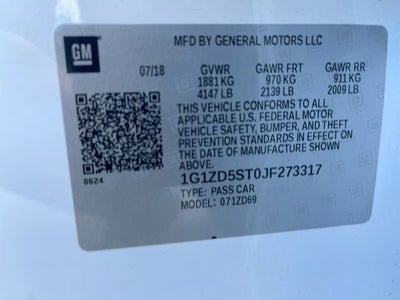 GM
MFD BY GENERAL MOTORS LLC
07/18 GVWR GAWR FRT GAWR RR
1881 KG 970 KG 911 KG
4147 LB 2139 LB 2009 LB
THIS VEHICLE CONFORMS TO ALL
APPLICABLE U.S. FEDERAL MOTOR
VEHICLE SAFETY, BUMPER, AND THEFT
PREVENTION STANDARDS IN EFFECT ON
THE DATE OF MANUFACTURE SHOWN
ABOVE.
8624
1G1ZD5ST0JF273317
TYPE: PASS CAR
MODEL: 071ZD69